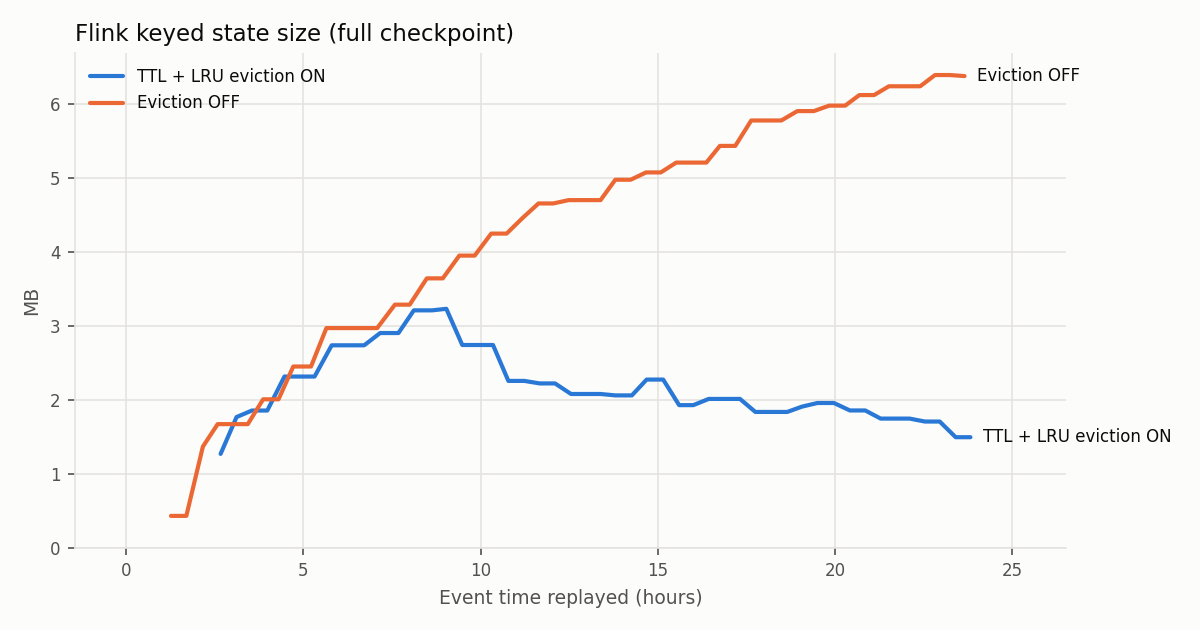 Flink keyed state size (full checkpoint)
TTL + LRU eviction ON
Eviction OFF
Eviction OFF
TTL + LRU eviction ON
MB
6
5
4
3
2
1
0
0 5 10 15 20 25
Event time replayed (hours)